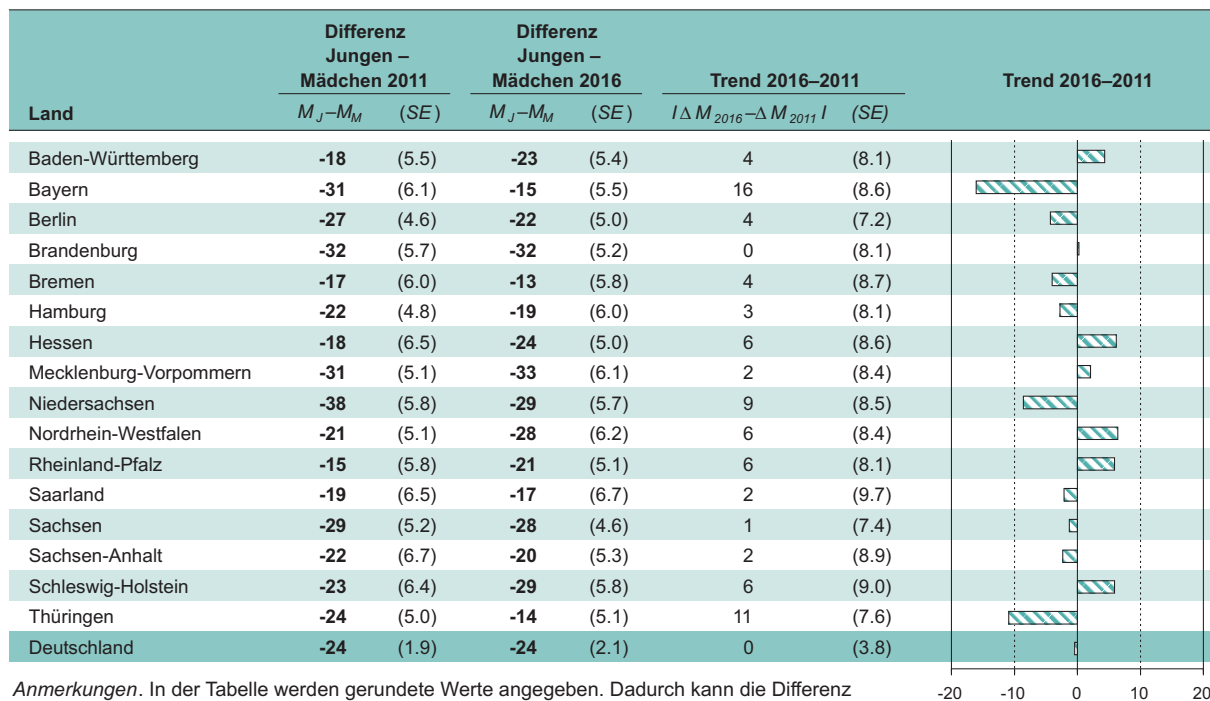 Differenz Jungen – Mädchen 2011
Differenz Jungen – Mädchen 2016
Trend 2016–2011
Trend 2016–2011
Land M_J–M_M (SE) M_J–M_M (SE) I Δ M_2016–Δ M_2011 I (SE)
Baden-Württemberg -18 (5.5) -23 (5.4) 4 (8.1)
Bayern -31 (6.1) -15 (5.5) 16 (8.6)
Berlin -27 (4.6) -22 (5.0) 4 (7.2)
Brandenburg -32 (5.7) -32 (5.2) 0 (8.1)
Bremen -17 (6.0) -13 (5.8) 4 (8.7)
Hamburg -22 (4.8) -19 (6.0) 3 (8.1)
Hessen -18 (6.5) -24 (5.0) 6 (8.6)
Mecklenburg-Vorpommern -31 (5.1) -33 (6.1) 2 (8.4)
Niedersachsen -38 (5.8) -29 (5.7) 9 (8.5)
Nordrhein-Westfalen -21 (5.1) -28 (6.2) 6 (8.4)
Rheinland-Pfalz -15 (5.8) -21 (5.1) 6 (8.1)
Saarland -19 (6.5) -17 (6.7) 2 (9.7)
Sachsen -29 (5.2) -28 (4.6) 1 (7.4)
Sachsen-Anhalt -22 (6.7) -20 (5.3) 2 (8.9)
Schleswig-Holstein -23 (6.4) -29 (5.8) 6 (9.0)
Thüringen -24 (5.0) -14 (5.1) 11 (7.6)
Deutschland -24 (1.9) -24 (2.1) 0 (3.8)
Anmerkungen. In der Tabelle werden gerundete Werte angegeben. Dadurch kann die Differenz
-20 -10 0 10 20